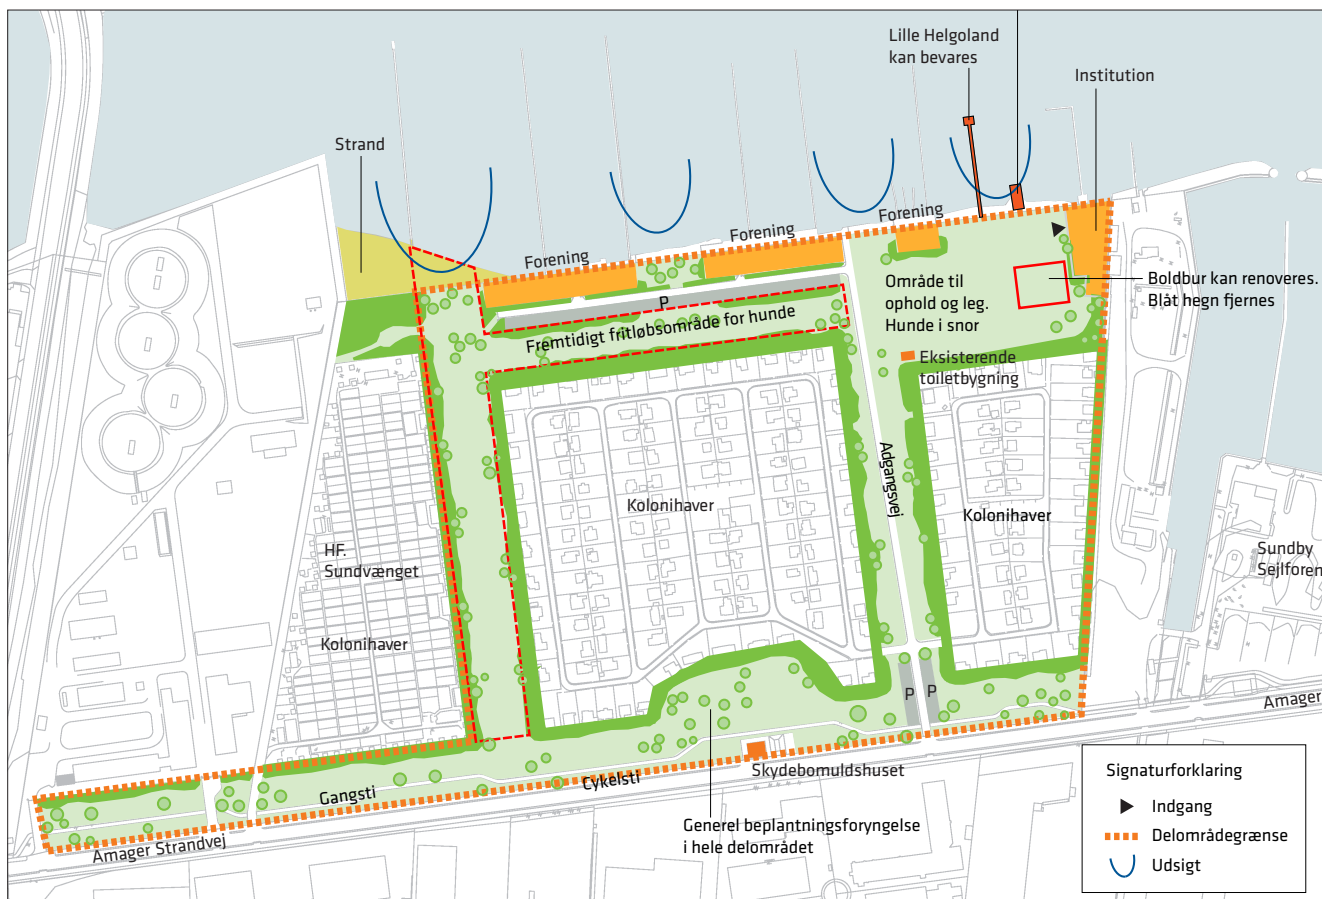 Lille Helgoland
kan bevares
Institution
Strand
Forening
Forening
Forening
P
Fremtidigt fritløbsområde for hunde
Område til
ophold og leg.
Hunde i snor
Boldbur kan renoveres.
Blåt hegn fjernes
Eksisterende
toiletbygning
Adgangsvej
Kolonihaver
Kolonihaver
HF.
Sundvænget
Kolonihaver
Sundby
Sejlforen
P
P
Amager
Skydebomuldshuset
Cykelsti
Gangsti
Amager Strandvej
Generel beplantningsforyngelse
i hele delområdet
Signaturforklaring
Indgang
Delområdegrænse
Udsigt